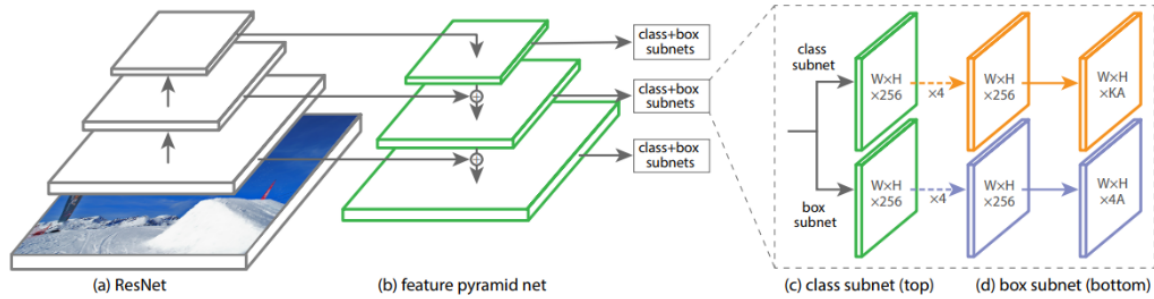 class+box
subnets
class+box
subnets
class+box
subnets
class
subnet
W×H
×256
×4
W×H
×256
W×H
×KA
box
subnet
W×H
×256
×4
W×H
×256
W×H
×4A
(a) ResNet
(b) feature pyramid net
(c) class subnet (top)
(d) box subnet (bottom)